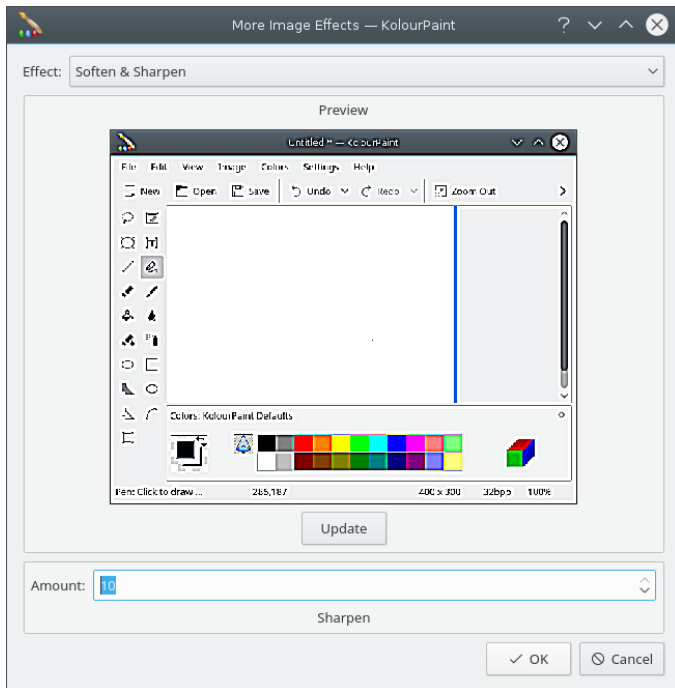 More Image Effects — KolourPaint
Effect: Soften & Sharpen
Preview
Untitled * — KolourPaint
File Edit View Image Colors Settings Help
New Open Save Undo Redo Zoom Out
Colors: KolourPaint Defaults
Pen: Click to draw ... 285,187 400 x 300 32bpp 100%
Update
Amount: 10
Sharpen
OK Cancel